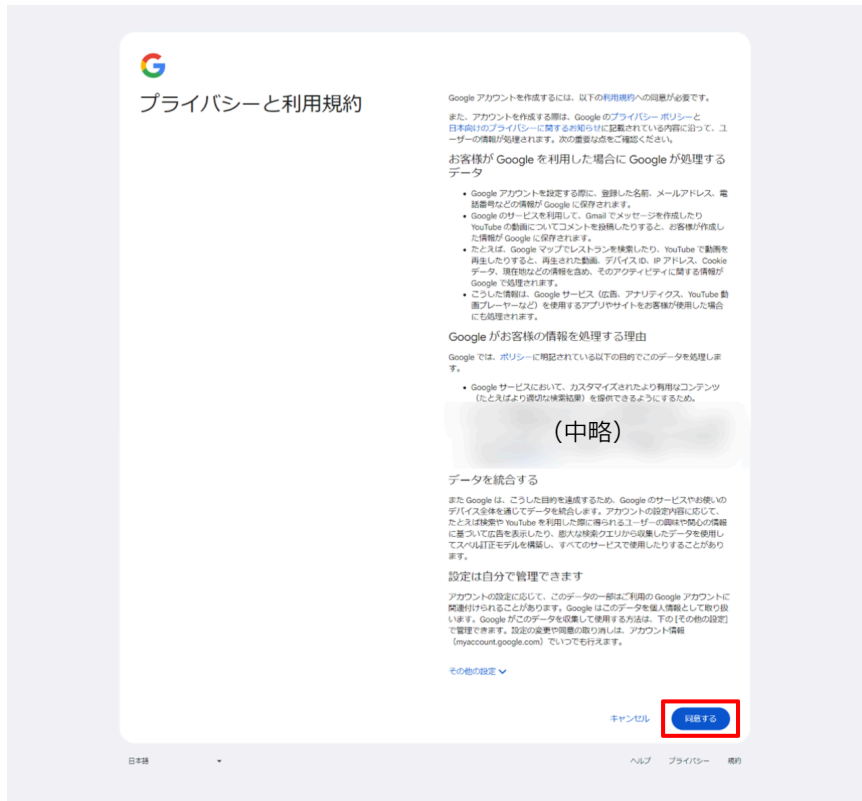 プライバシーと利用規約
Google アカウントを作成するには、以下の利用規約への同意が必要です。
また、アカウントを作成する際は、Google のプライバシー ポリシーと
日本向けのプライバシーに関するお知らせに記載されている内容に沿って、ユ
ーザーの情報が処理されます。次の重要な点をご確認ください。
お客様が Google を利用した場合に Google が処理する
データ
• Google アカウントを設定する際に、登録した名前、メールアドレス、電
話番号などの情報が Google に保存されます。
• Google のサービスを利用して、Gmail でメッセージを作成したり
YouTube の動画についてコメントを投稿したりすると、お客様が作成し
た情報が Google に保存されます。
• たとえば、Google マップでレストランを検索したり、YouTube で動画を
再生したりすると、再生された動画、デバイス ID、IP アドレス、Cookie
データ、現在地などの情報を含め、そのアクティビティに関する情報が
Google で処理されます。
• こうした情報は、Google サービス（広告、アナリティクス、YouTube 動
画プレーヤーなど）を使用するアプリやサイトをお客様が使用した場合
にも処理されます。
Google がお客様の情報を処理する理由
Google では、ポリシーに明記されている以下の目的でこのデータを処理しま
す。
• Google サービスにおいて、カスタマイズされたより有用なコンテンツ
（たとえばより適切な検索結果）を提供できるようにするため。
（中略）
データを統合する
また Google は、こうした目的を達成するため、Google のサービスやお使いの
デバイス全体を通じてデータを統合します。アカウントの設定内容に応じて、
たとえば検索や YouTube を利用した際に得られるユーザーの興味や関心の情報
に基づいて広告を表示したり、膨大な検索クエリから収集したデータを使用し
てスペル訂正モデルを構築し、すべてのサービスで使用したりすることがあり
ます。
設定は自分で管理できます
アカウントの設定に応じて、このデータの一部はご利用の Google アカウントに
関連付けられることがあります。Google はこのデータを個人情報として取り扱
います。Google がこのデータを収集して使用する方法は、下の [その他の設定]
で管理できます。設定の変更や同意の取り消しは、アカウント情報
（myaccount.google.com）でいつでも行えます。
その他の設定
キャンセル 同意する
日本語 ヘルプ プライバシー 規約